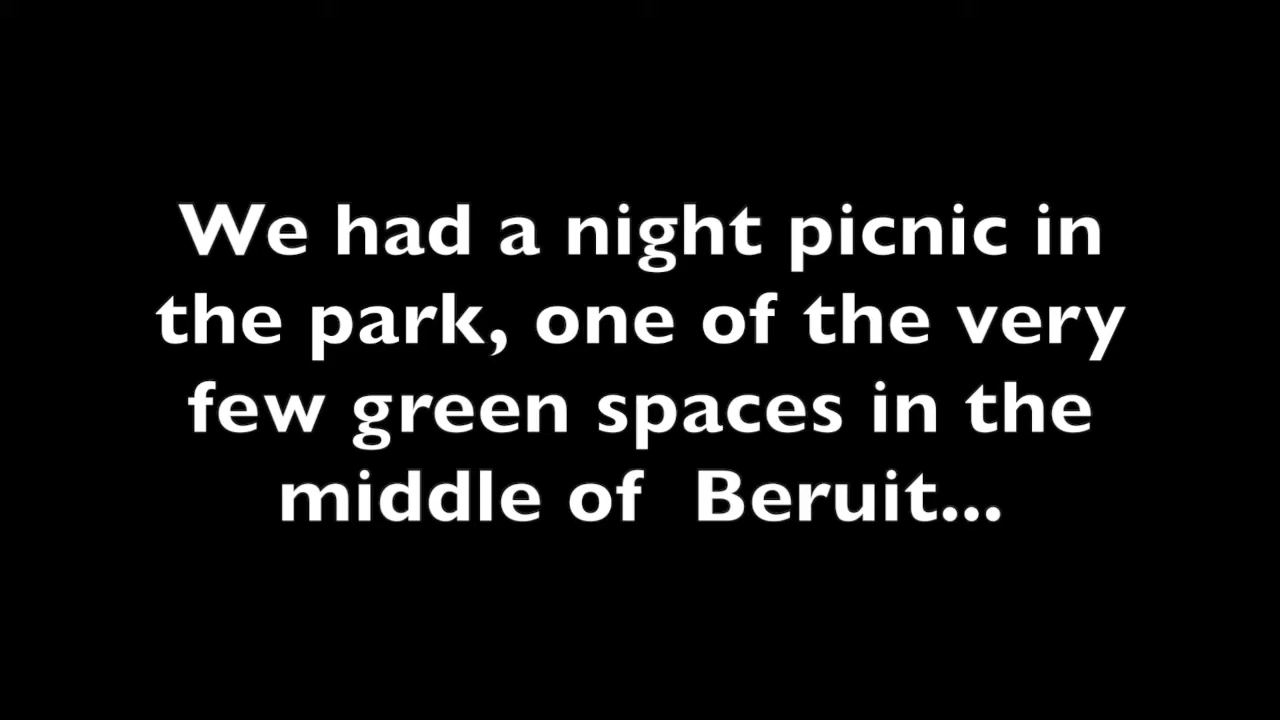 We had a night picnic in
the park, one of the very
few green spaces in the
middle of  Beruit...